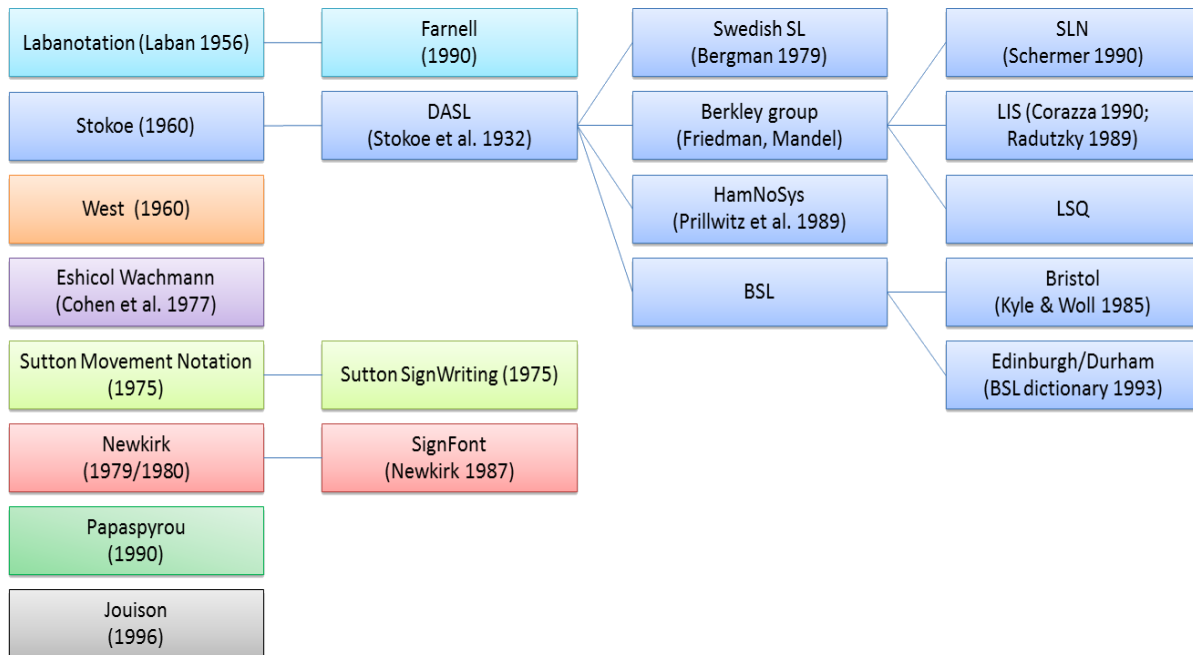 Labanotation (Laban 1956)
Farnell
(1990)
Swedish SL
(Bergman 1979)
SLN
(Schermer 1990)
Stokoe (1960)
DASL
(Stokoe et al. 1932)
Berkley group
(Friedman, Mandel)
LIS (Corazza 1990;
Radutzky 1989)
West (1960)
HamNoSys
(Prillwitz et al. 1989)
LSQ
Eshicol Wachmann
(Cohen et al. 1977)
BSL
Bristol
(Kyle & Woll 1985)
Sutton Movement Notation
(1975)
Sutton SignWriting (1975)
Edinburgh/Durham
(BSL dictionary 1993)
Newkirk
(1979/1980)
SignFont
(Newkirk 1987)
Papaspyrou
(1990)
Jouison
(1996)